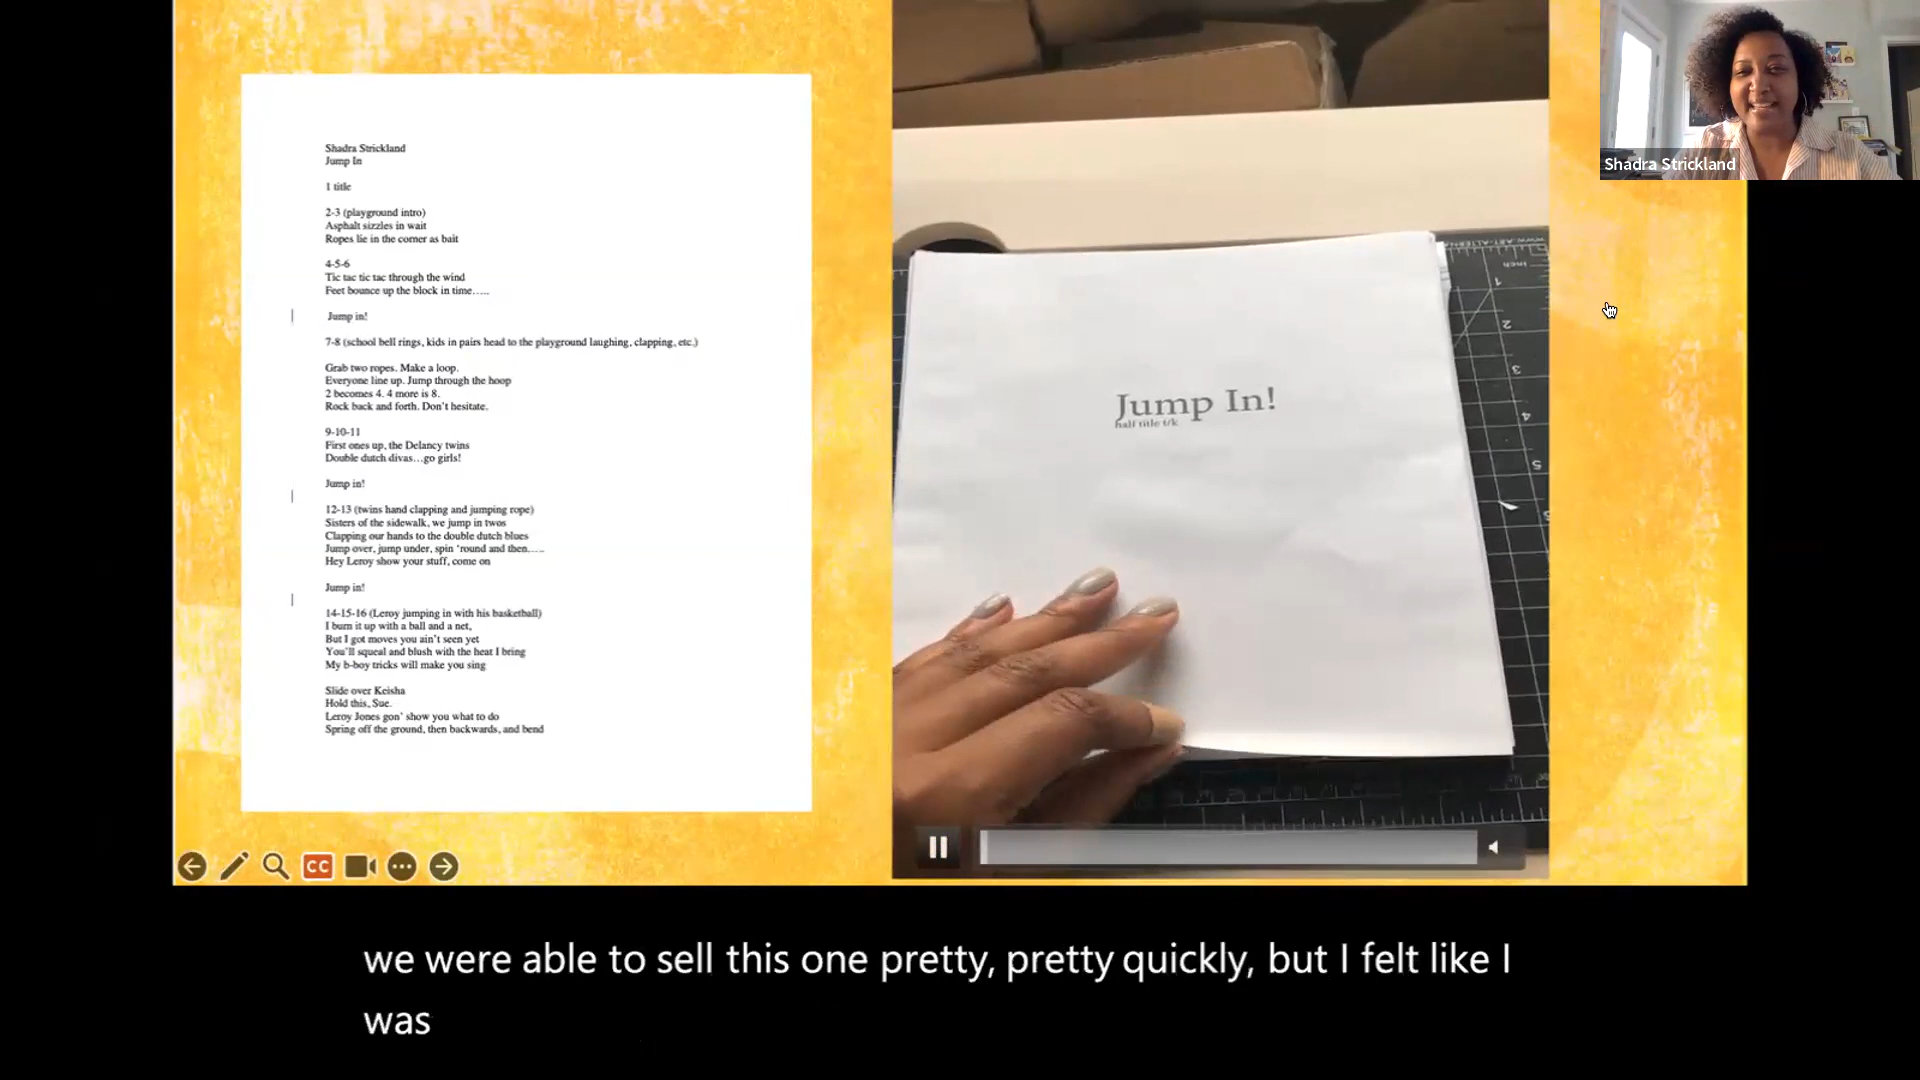 Shadra Strickland
Jump In
1 title
2-3 (playground intro)
Asphalt sizzles in wait
Ropes lie in the corner as bait
4-5-6
Tic tac tic tac through the wind
Feet bounce up the block in time…..
Jump in!
7-8 (school bell rings, kids in pairs head to the playground laughing, clapping, etc.)
Grab two ropes. Make a loop.
Everyone line up. Jump through the hoop
2 becomes 4. 4 more is 8.
Rock back and forth. Don't hesitate.
9-10-11
First ones up, the Delancy twins
Double dutch divas…go girls!
Jump in!
12-13 (twins hand clapping and jumping rope)
Sisters of the sidewalk, we jump in twos
Clapping our hands to the double dutch blues
Jump over, jump under, spin ‘round and then…..
Hey Leroy show your stuff, come on
Jump in!
14-15-16 (Leroy jumping in with his basketball)
I burn it up with a ball and a net,
But I got moves you ain't seen yet
You'll squeal and blush with the heat I bring
My b-boy tricks will make you sing
Slide over Keisha
Hold this, Sue.
Leroy Jones gon' show you what to do
Spring off the ground, then backwards, and bend
Jump In!
half title t/k
inch
1
2
3
4
5
CC
Shadra Strickland
we were able to sell this one pretty, pretty quickly, but I felt like I
was